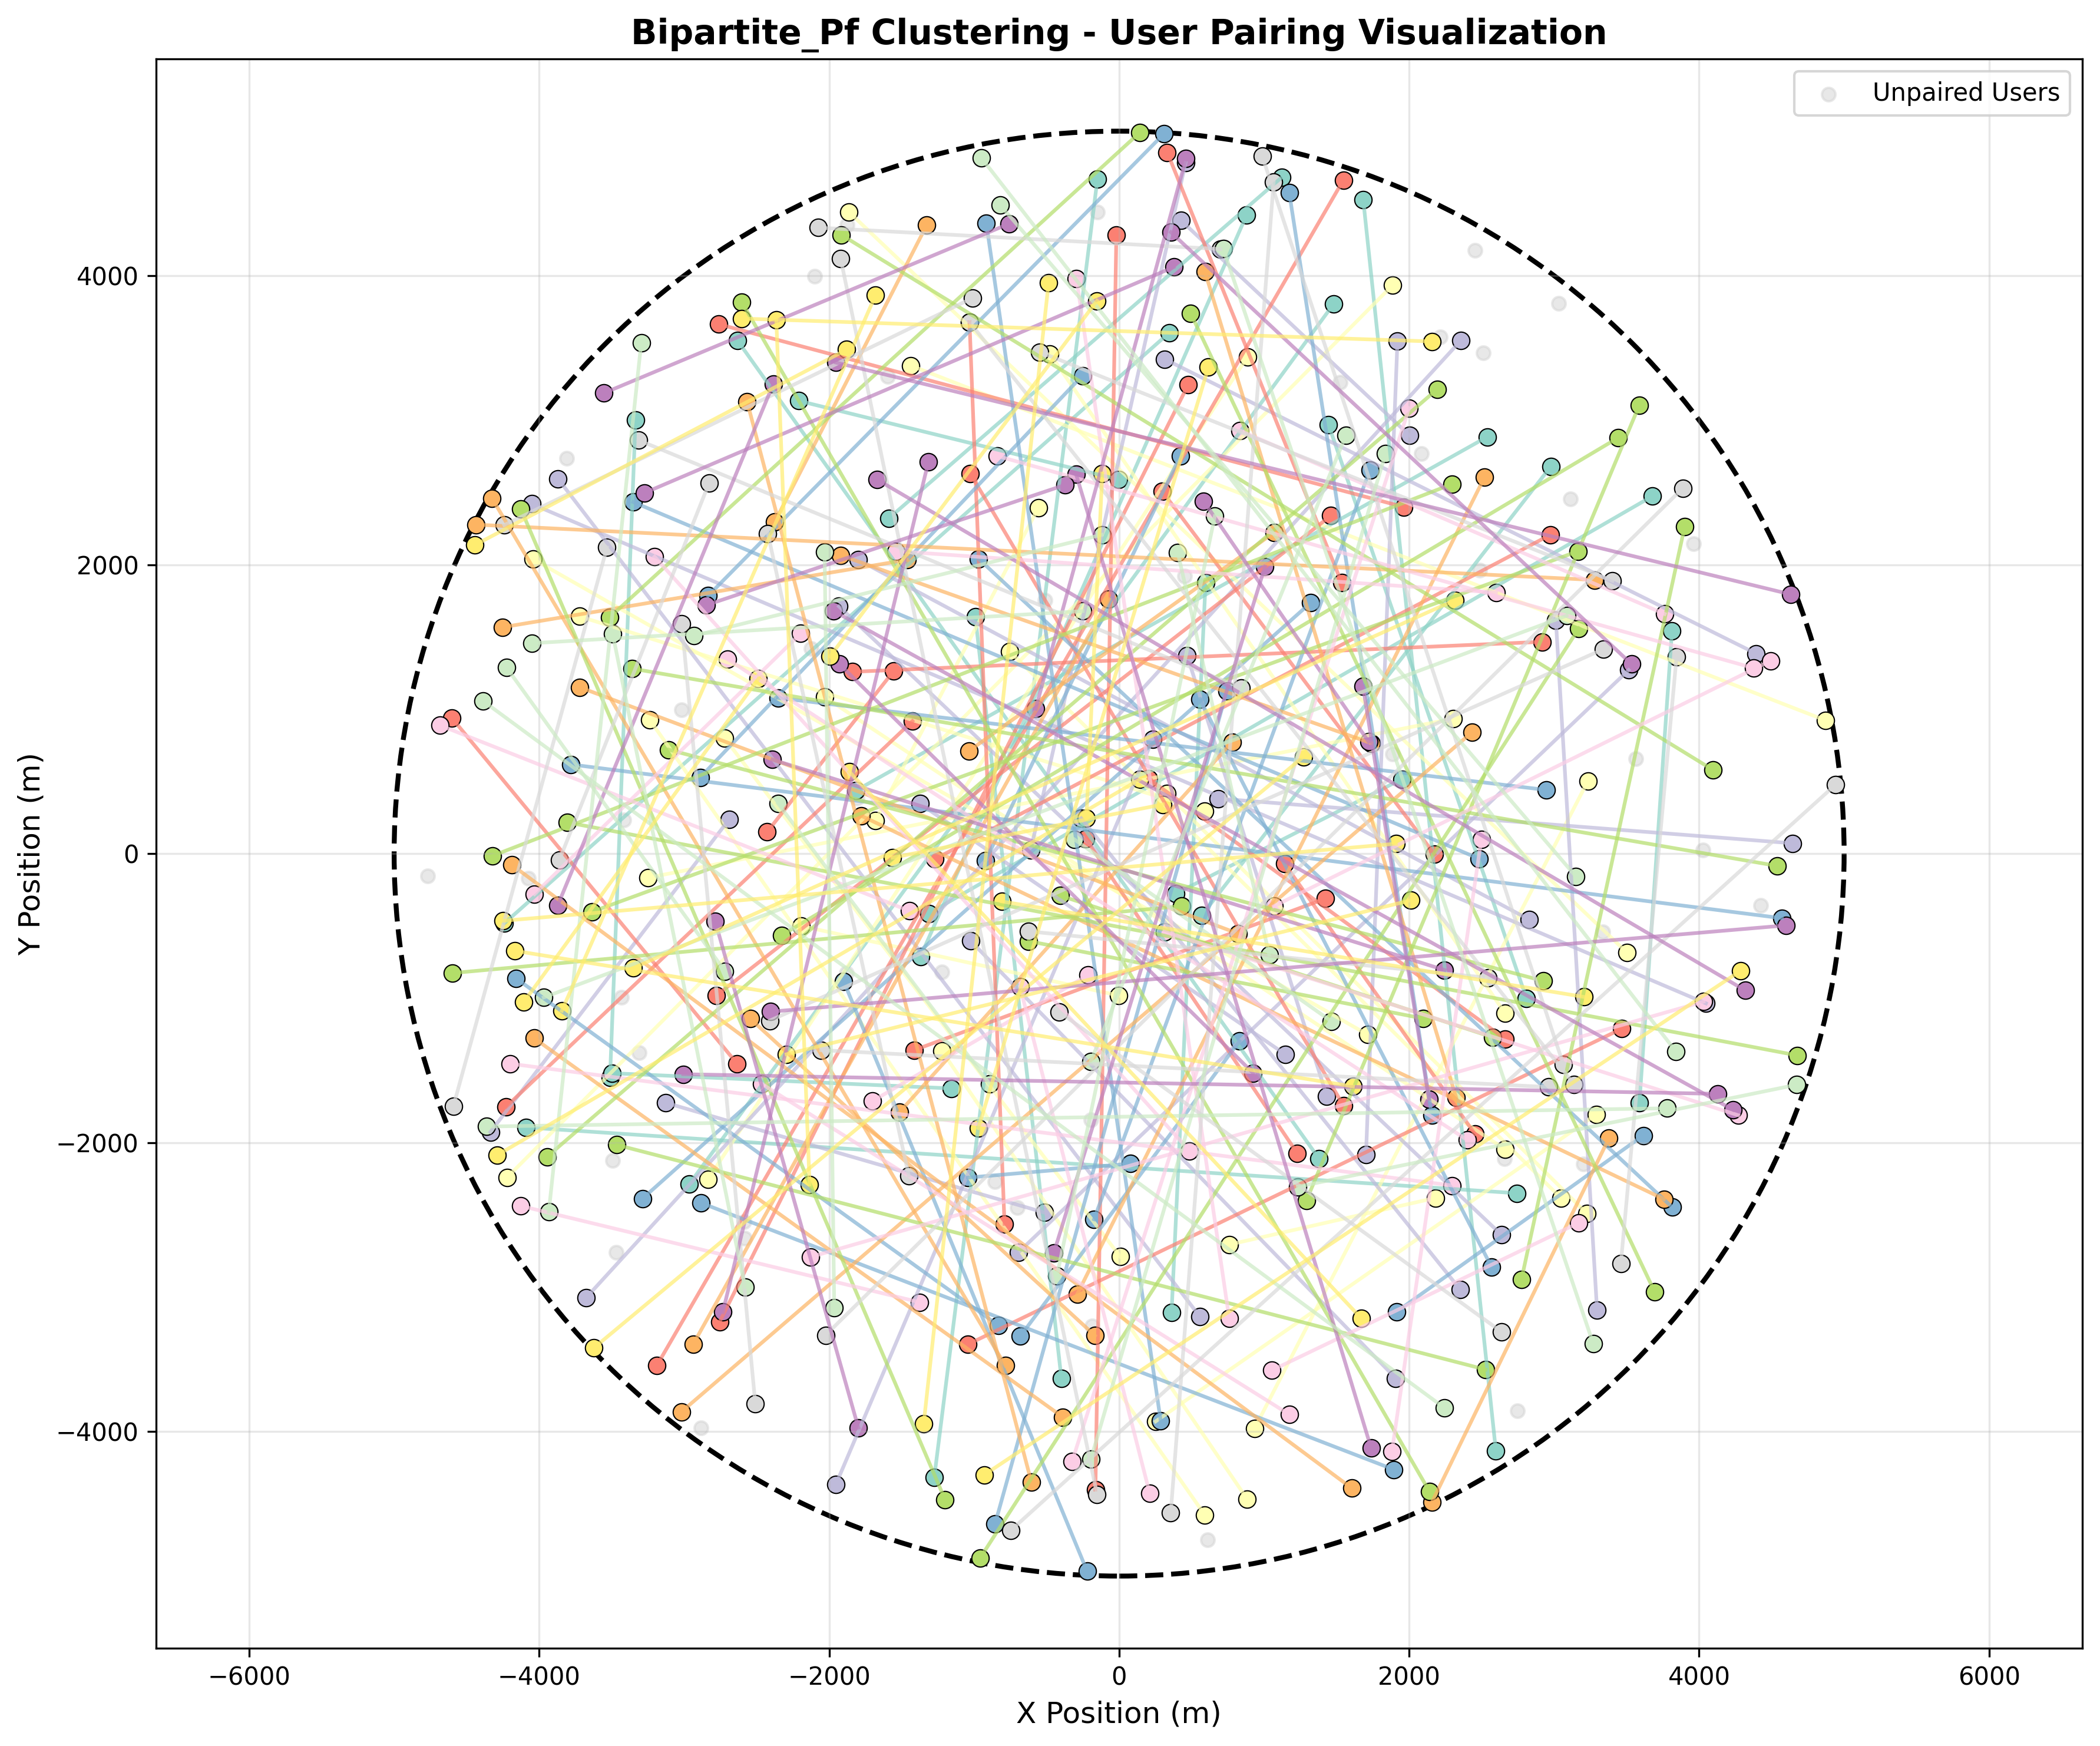 Bipartite_Pf Clustering - User Pairing Visualization
Unpaired Users
4000
2000
0
−2000
−4000
Y Position (m)
−6000 −4000 −2000 0 2000 4000 6000
X Position (m)